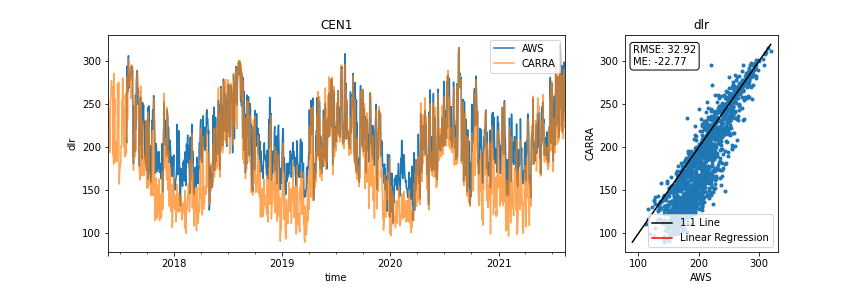 CEN1
dlr
300
250
200
150
100
AWS
CARRA
dlr
2018
2019
2020
2021
time
dlr
RMSE: 32.92
ME: -22.77
300
250
200
150
100
CARRA
1:1 Line
Linear Regression
100
200
300
AWS